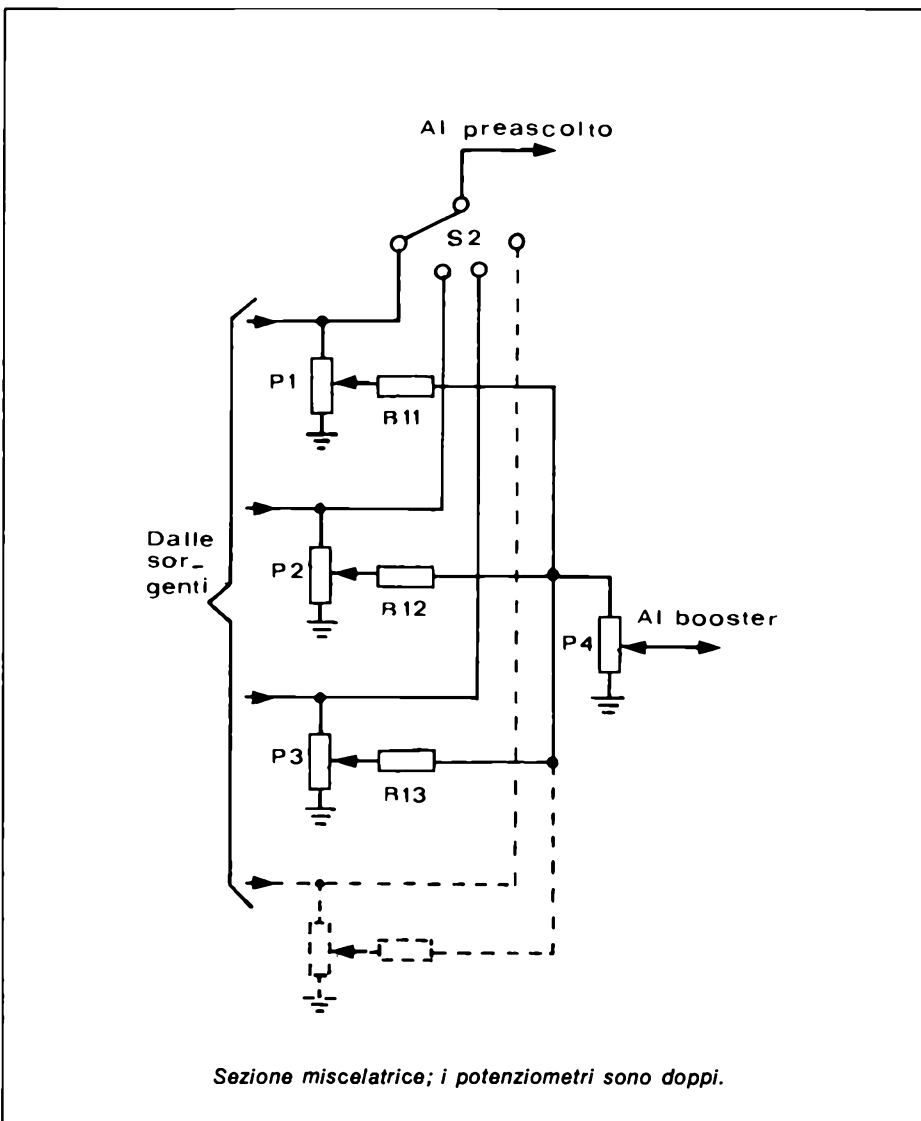 Al preascolto
S2
P1
R11
Dalle
sor_
genti
P2
R12
Al booster
P4
P3
R13
Sezione miscelatrice; i potenziometri sono doppi.